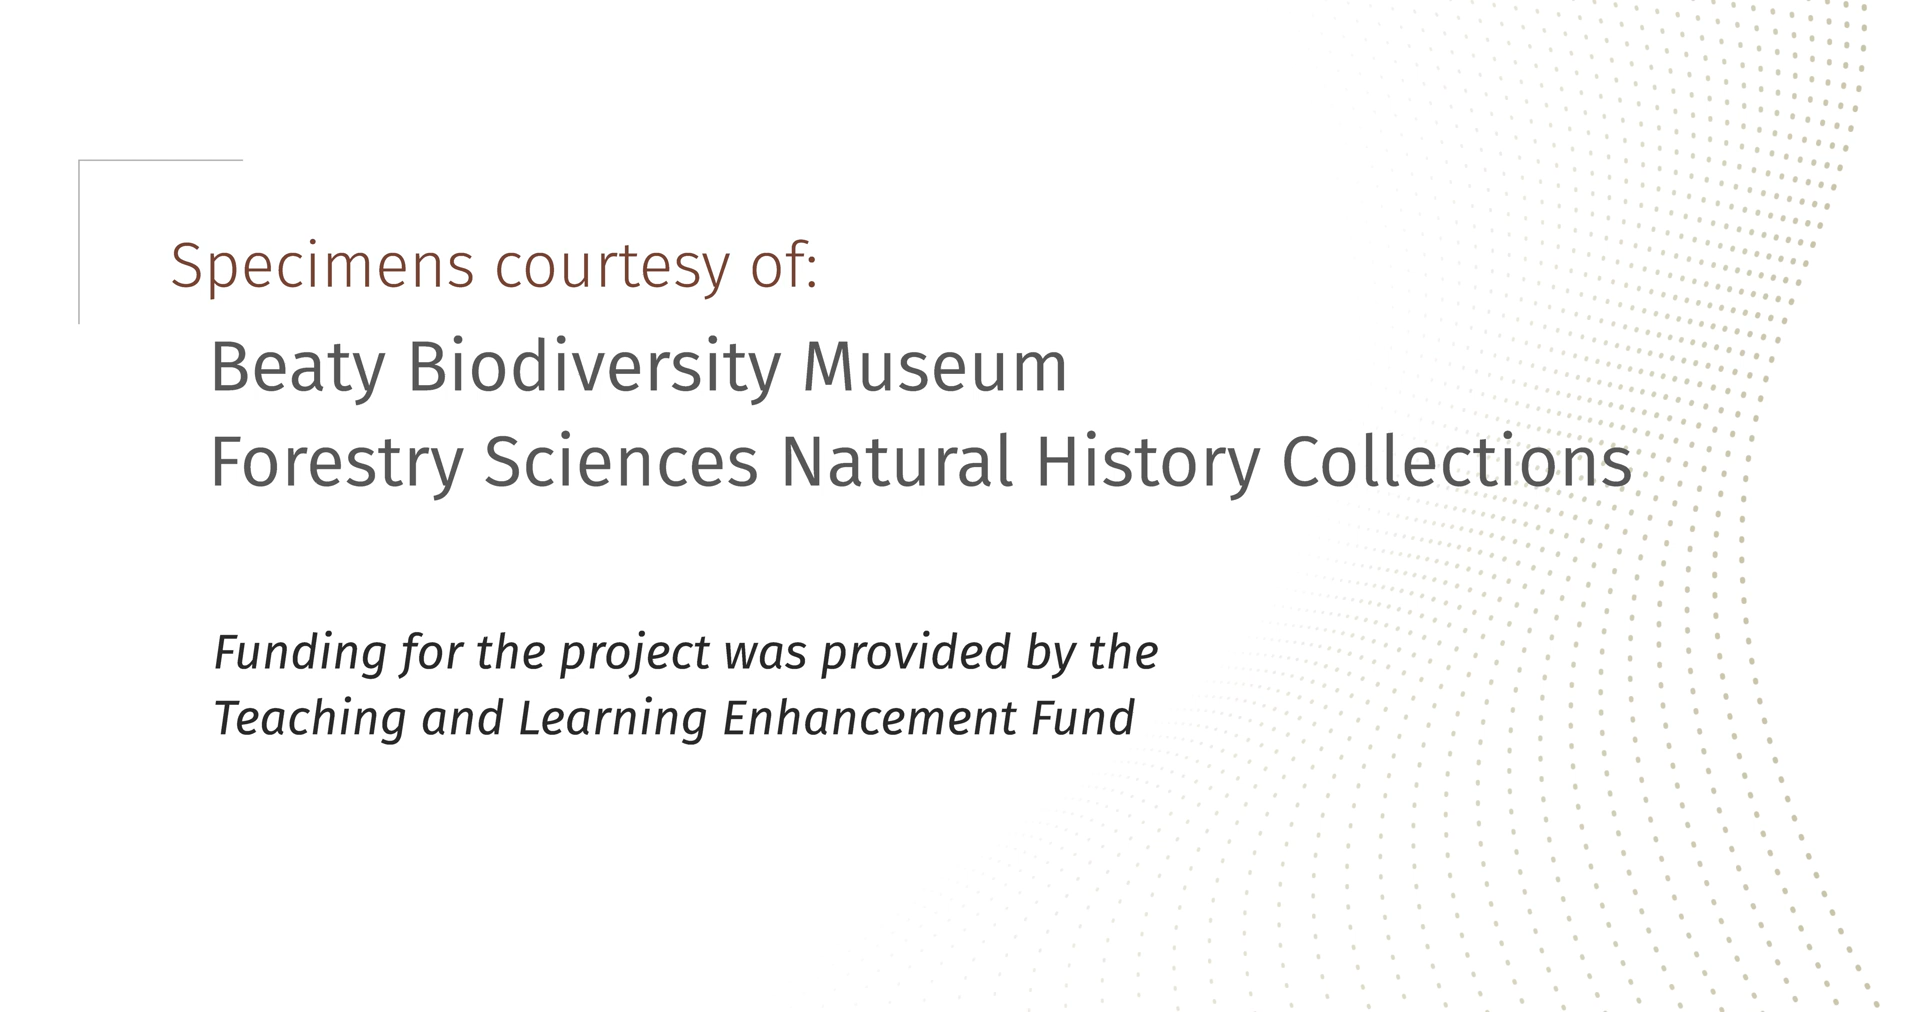 Specimens courtesy of:
Beaty Biodiversity Museum
Forestry Sciences Natural History Collections
Funding for the project was provided by the
Teaching and Learning Enhancement Fund